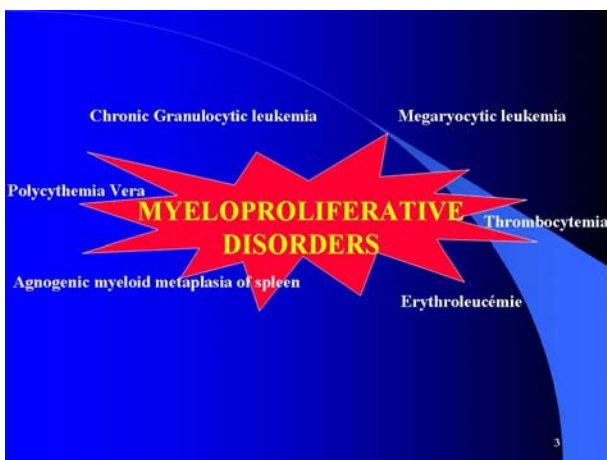 Chronic Granulocytic leukemia
Megaryocytic leukemia
Polycythemia Vera
MYELOPROLIFERATIVE
DISORDERS
Thrombocytemia
Agnogenic myeloid metaplasia of spleen
Erythroleucémie
3